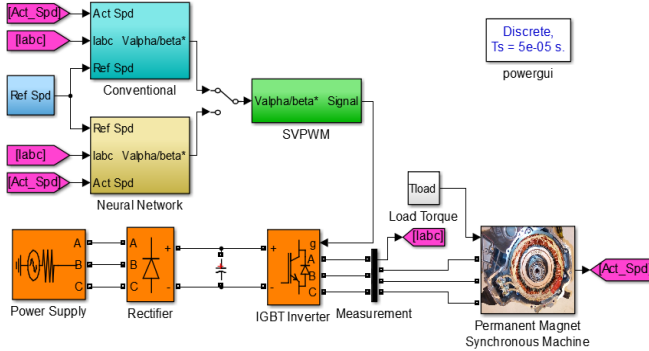 [Act_Spd]
Act Spd
Iabc Valpha/beta*
[Iabc]
Ref Spd
Conventional
Ref Spd
Ref Spd
Iabc Valpha/beta*
[Iabc]
Act Spd
[Act_Spd]
Neural Network
Valpha/beta* Signal
SVPWM
Discrete,
Ts = 5e-05 s.
powergui
Tload
Load Torque
[Iabc]
A
B
C
Power Supply
A
B
C
+
-
Rectifier
+
-
g
A
B
C
IGBT Inverter
Measurement
[Act_Spd
Permanent Magnet
Synchronous Machine